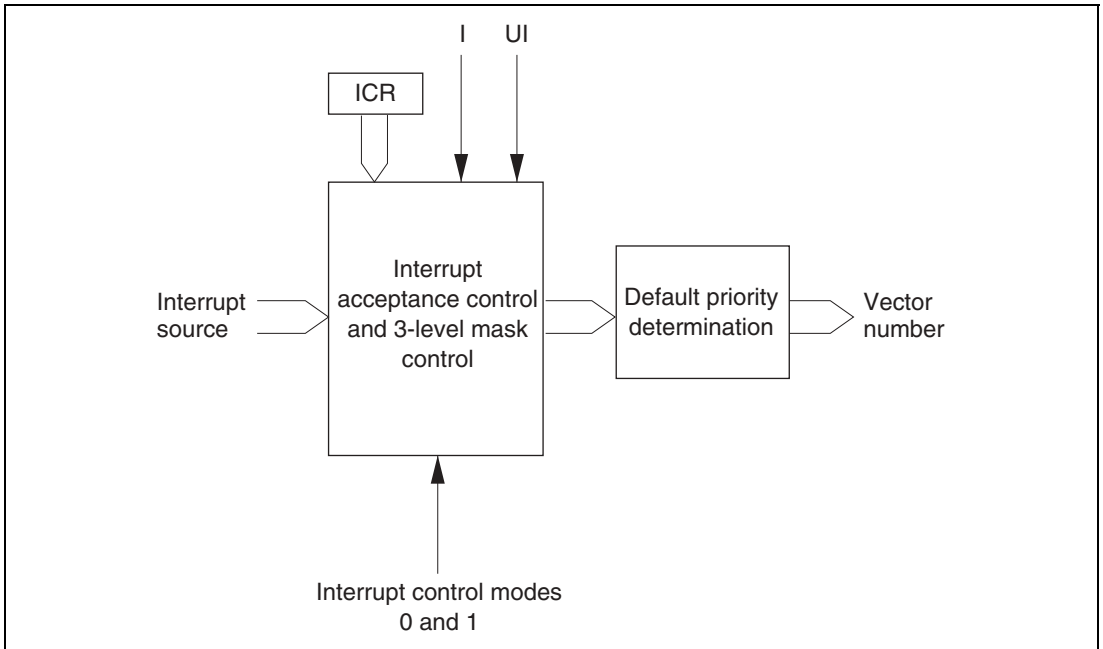 I
UI
ICR
Interrupt
source
Interrupt
acceptance control
and 3-level mask
control
Default priority
determination
Vector
number
Interrupt control modes
0 and 1